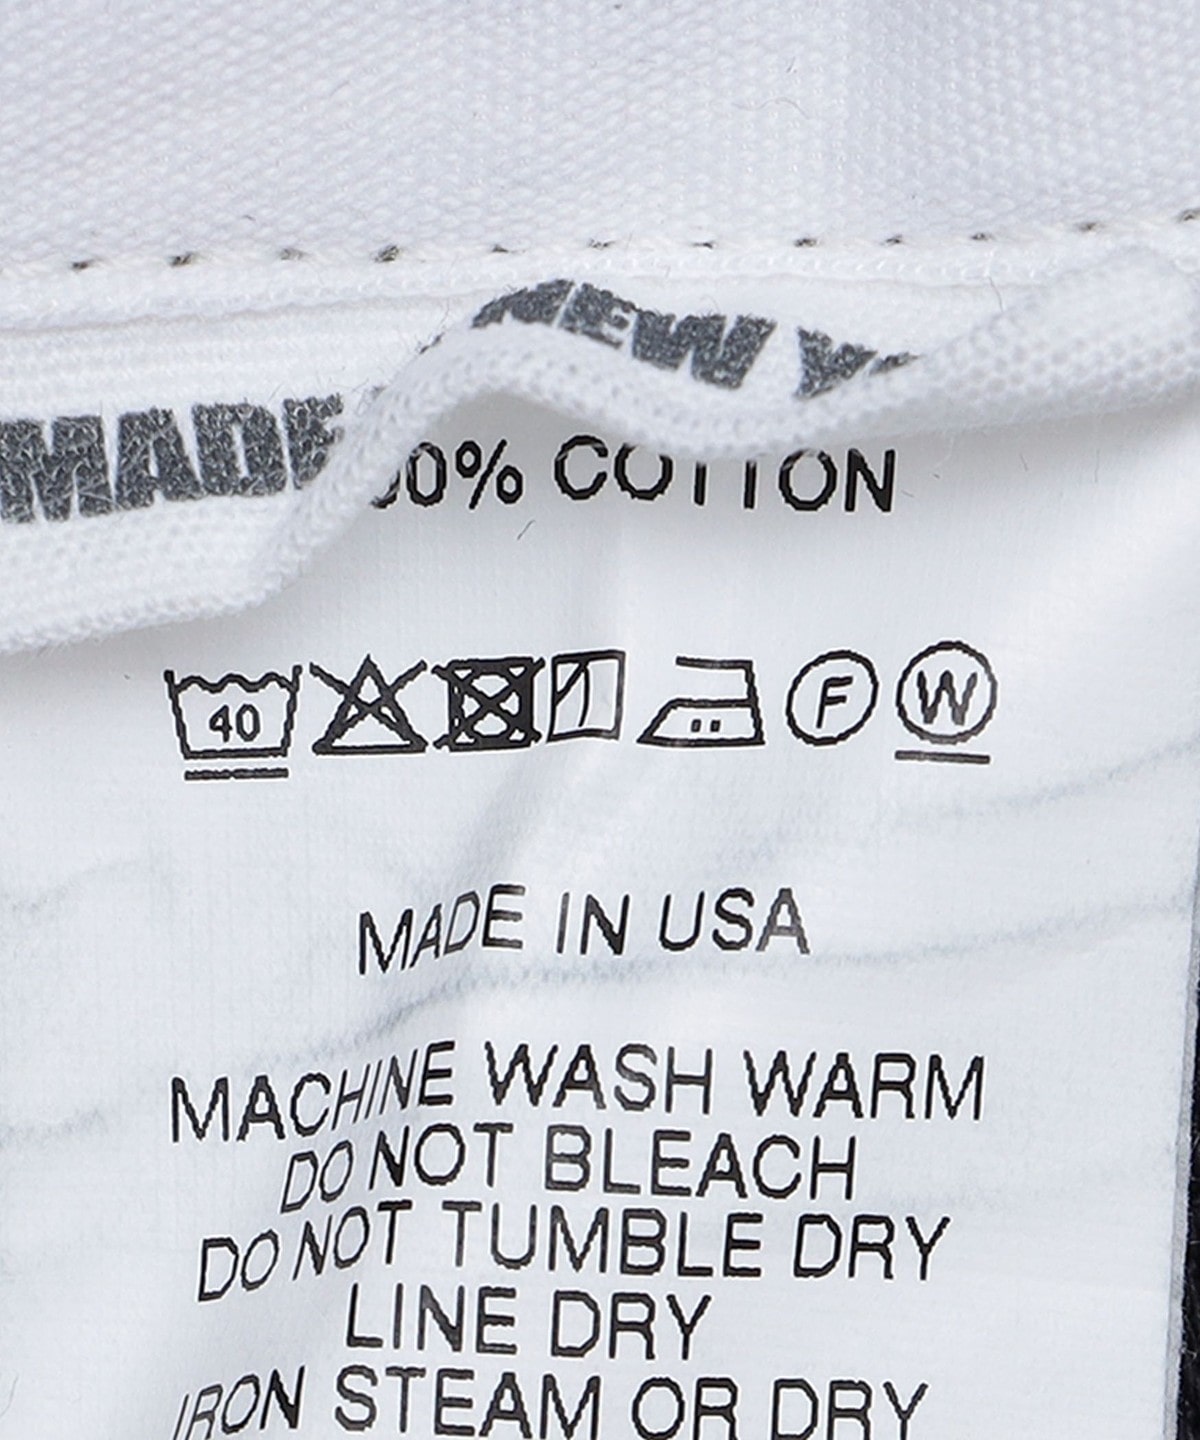 NEW
MADE
00% COTTON
40 F W
MADE IN USA
MACHINE WASH WARM
DO NOT BLEACH
DO NOT TUMBLE DRY
LINE DRY
IRON STEAM OR DRY